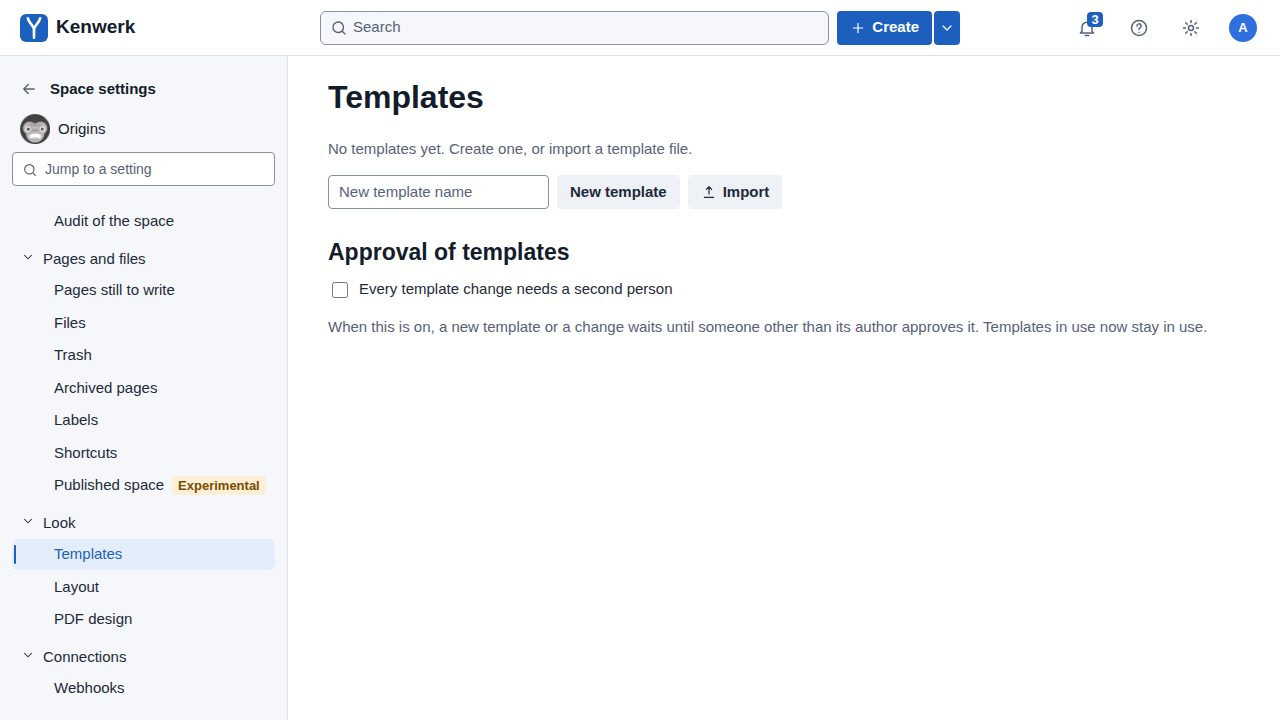 Kenwerk
Search
Create
3
A
Space settings
Origins
Jump to a setting
Audit of the space
Pages and files
Pages still to write
Files
Trash
Archived pages
Labels
Shortcuts
Published space Experimental
Look
Templates
Layout
PDF design
Connections
Webhooks
Templates
No templates yet. Create one, or import a template file.
New template name
New template
Import
Approval of templates
Every template change needs a second person
When this is on, a new template or a change waits until someone other than its author approves it. Templates in use now stay in use.